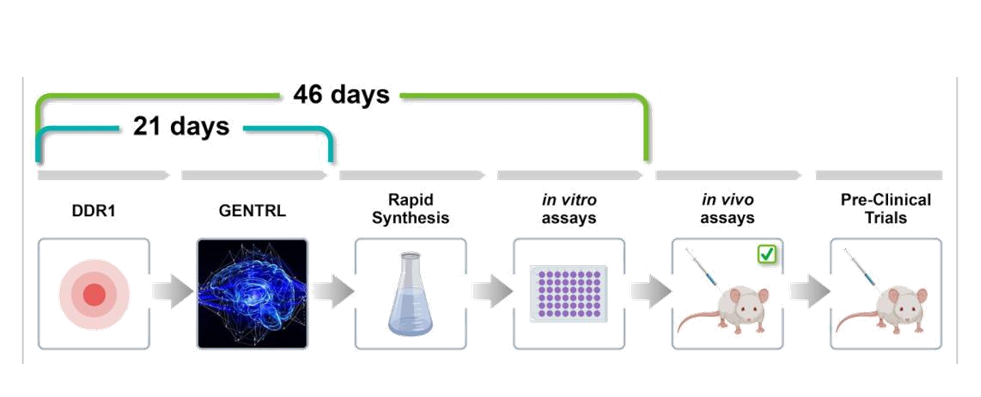 46 days
21 days
DDR1
GENTRL
Rapid
Synthesis
in vitro
assays
in vivo
assays
Pre-Clinical
Trials